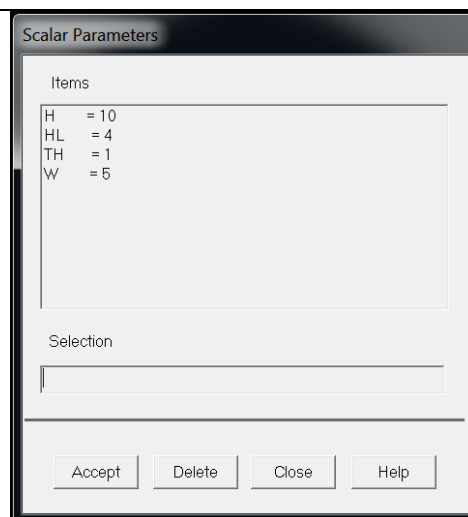 Scalar Parameters
Items
H = 10
HL = 4
TH = 1
W = 5
Selection
Accept Delete Close Help